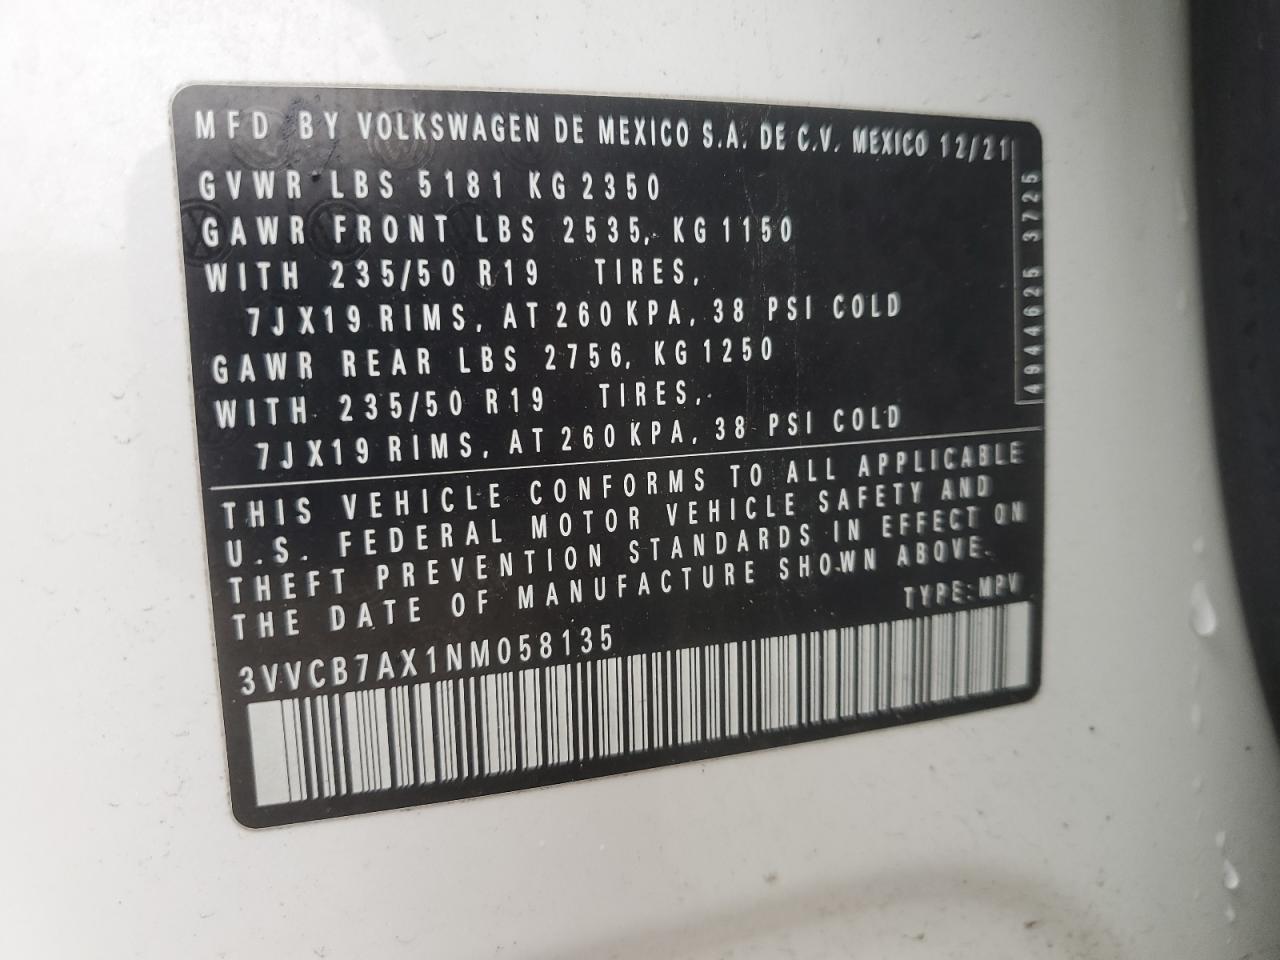 MFD BY VOLKSWAGEN DE MEXICO S.A. DE C.V. MEXICO 12/21
GVWR LBS 5181 KG 2350
GAWR FRONT LBS 2535, KG 1150
WITH 235/50 R19 TIRES,
7JX19 RIMS, AT 260 KPA, 38 PSI COLD
GAWR REAR LBS 2756, KG 1250
WITH 235/50 R19 TIRES,
7JX19 RIMS, AT 260 KPA, 38 PSI COLD
4944625 3725
THIS VEHICLE CONFORMS TO ALL APPLICABLE
U.S. FEDERAL MOTOR VEHICLE SAFETY AND
THEFT PREVENTION STANDARDS IN EFFECT ON
THE DATE OF MANUFACTURE SHOWN ABOVE.
TYPE: MPV
3VVCB7AX1NM058135